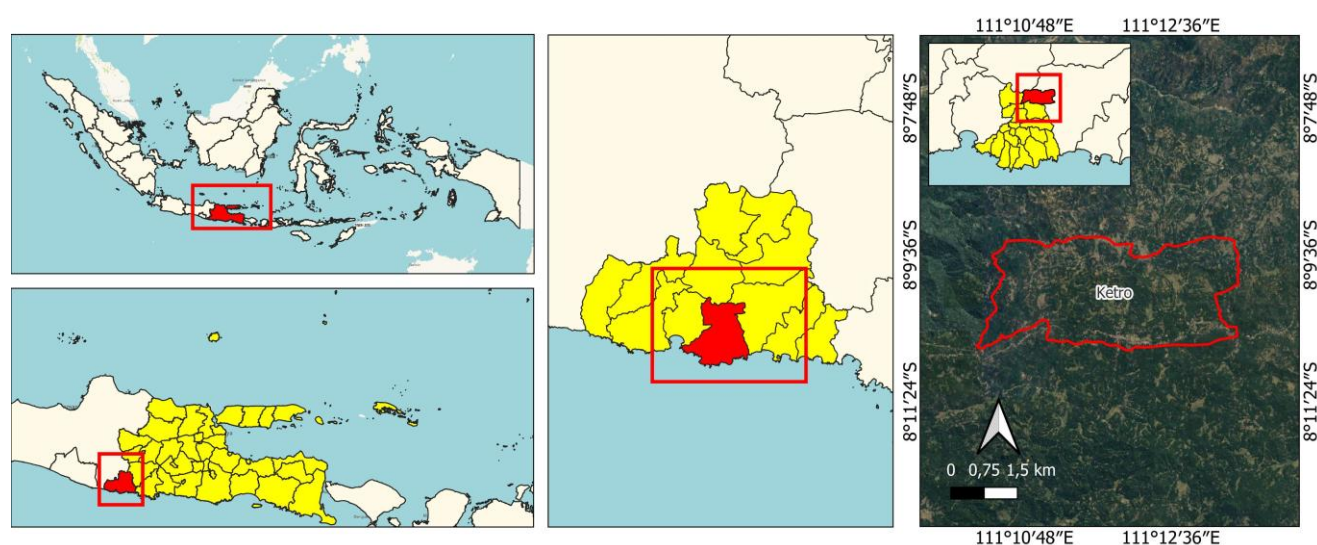 111°10′48″E 111°12′36″E
8°7′48″S
8°7′48″S
8°9′36″S
8°9′36″S
Ketro
8°11′24″S
8°11′24″S
0 0,75 1,5 km
111°10′48″E 111°12′36″E